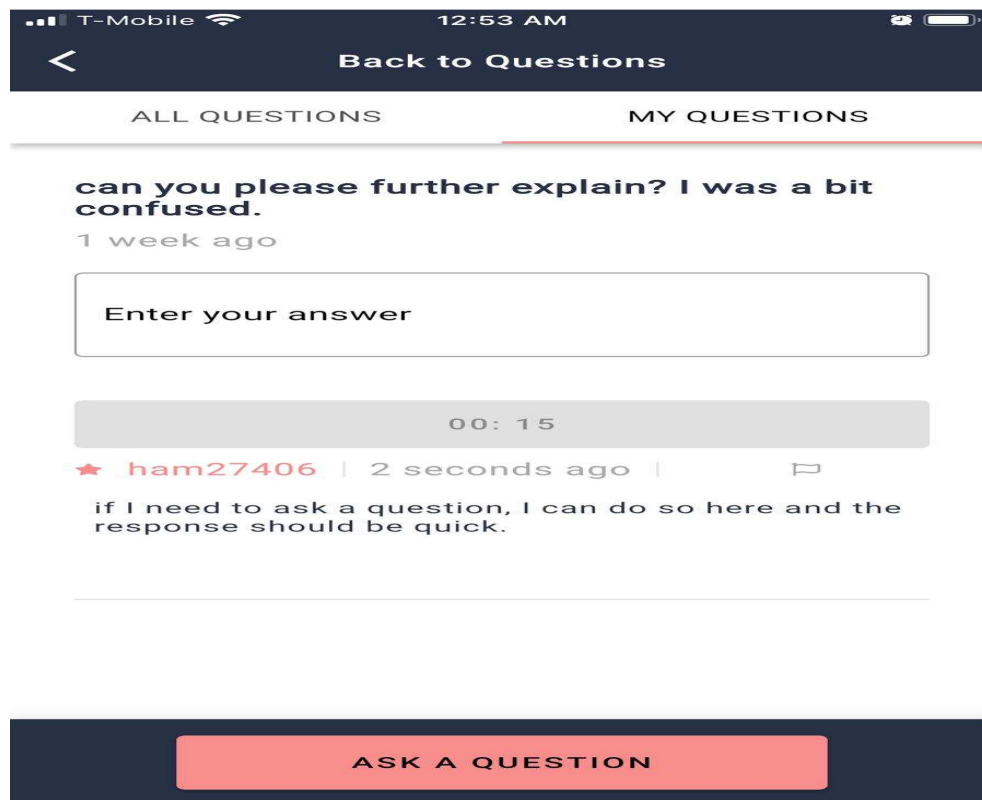 T-Mobile 12:53 AM
Back to Questions
ALL QUESTIONS MY QUESTIONS
can you please further explain? I was a bit
confused.
1 week ago
Enter your answer
00: 15
ham27406 | 2 seconds ago |
if I need to ask a question, I can do so here and the
response should be quick.
ASK A QUESTION